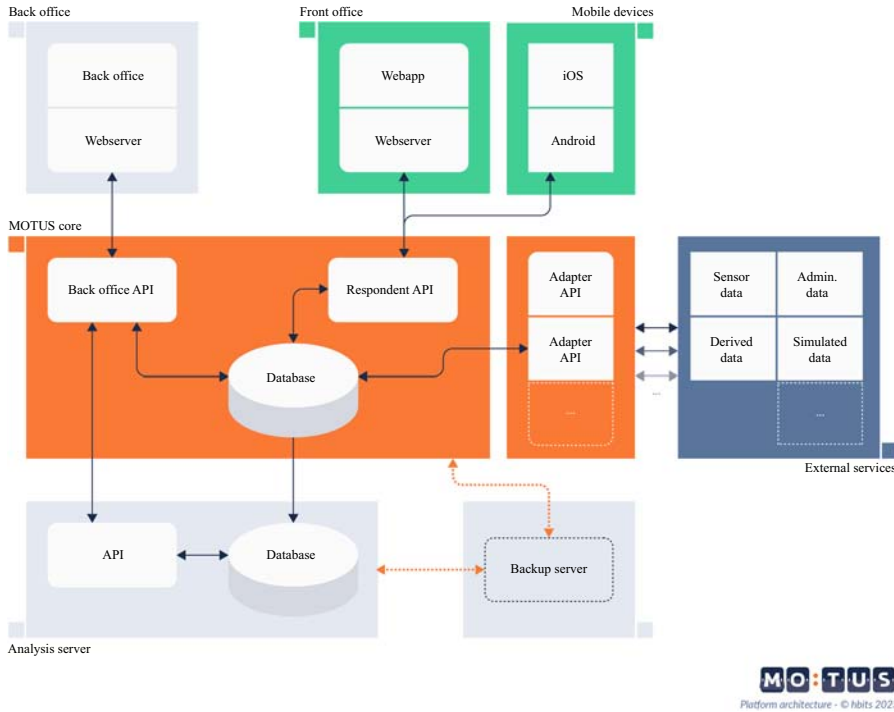 Back office
Front office
Mobile devices
Back office
Webserver
Webapp
Webserver
iOS
Android
MOTUS core
Back office API
Respondent API
Database
Adapter
API
Adapter
API
...
...
Sensor
data
Admin.
data
Derived
data
Simulated
data
...
External services
API
Database
Backup server
Analysis server
MO:TUS
Platform architecture - © hbits